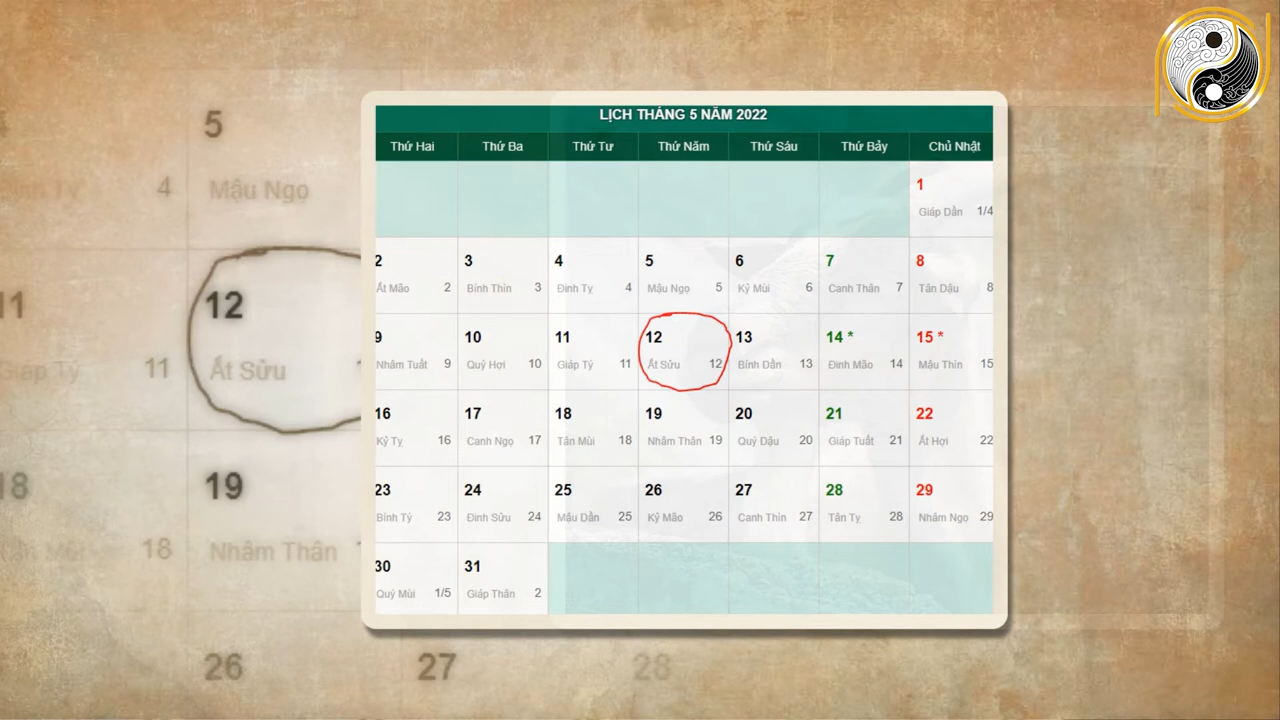 LỊCH THÁNG 5 NĂM 2022
Thứ Hai Thứ Ba Thứ Tư Thứ Năm Thứ Sáu Thứ Bảy Chủ Nhật
1
Giáp Dần 1/4
2 3 4 5 6 7 8
Ất Mão 2 Bính Thìn 3 Đinh Tỵ 4 Mậu Ngọ 5 Kỷ Mùi 6 Canh Thân 7 Tân Dậu 8
9 10 11 12 13 14 * 15 *
Nhâm Tuất 9 Quý Hợi 10 Giáp Tý 11 Ất Sửu 12 Bính Dần 13 Đinh Mão 14 Mậu Thìn 15
16 17 18 19 20 21 22
Kỷ Tỵ 16 Canh Ngọ 17 Tân Mùi 18 Nhâm Thân 19 Quý Dậu 20 Giáp Tuất 21 Ất Hợi 22
23 24 25 26 27 28 29
Bính Tý 23 Đinh Sửu 24 Mậu Dần 25 Kỷ Mão 26 Canh Thìn 27 Tân Tỵ 28 Nhâm Ngọ 29
30 31
Quý Mùi 1/5 Giáp Thân 2
5
4 Mậu Ngọ
11 12
Giáp Tý 11 Ất Sửu
18 19
18 Nhâm Thân
26 27 28